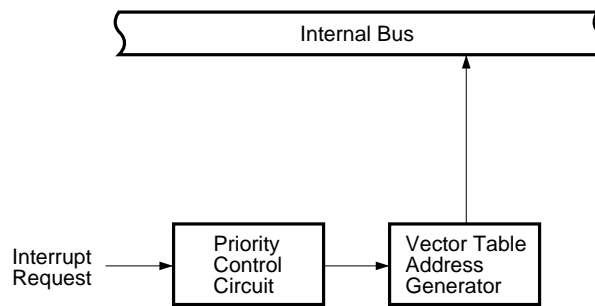 Internal Bus
Interrupt
Request
Priority
Control
Circuit
Vector Table
Address
Generator